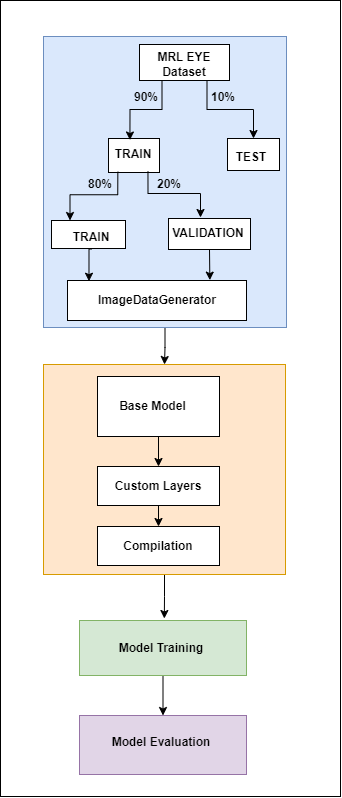 MRL EYE
Dataset
90%
10%
TRAIN
TEST
80%
20%
TRAIN
VALIDATION
ImageDataGenerator
Base Model
Custom Layers
Compilation
Model Training
Model Evaluation